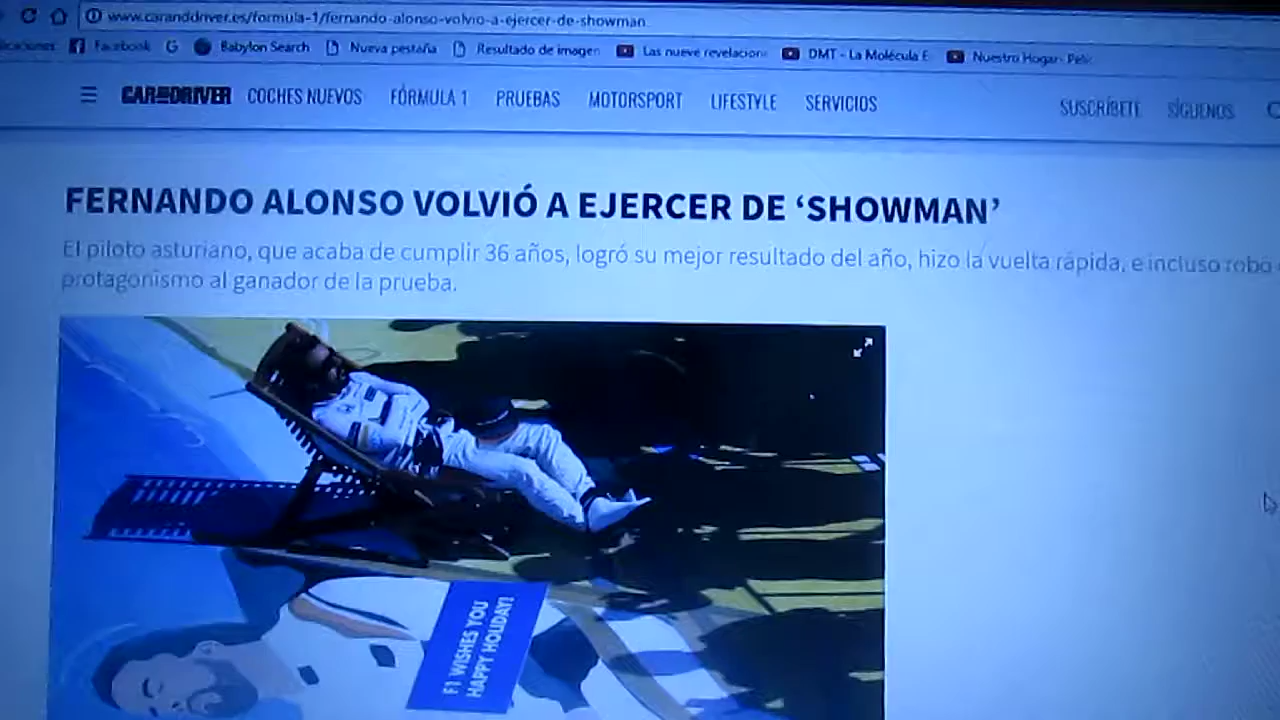 www.caranddriver.es/formula-1/fernando-alonso-volvio-a-ejercer-de-showman
Facebook G Babylon Search Nueva pestaña Resultado de imagen Las nueve revelacion DMT - La Molécula E Nuestro Hogar- Peli
CAR AND DRIVER COCHES NUEVOS FÓRMULA 1 PRUEBAS MOTORSPORT LIFESTYLE SERVICIOS SUSCRÍBETE SÍGUENOS
FERNANDO ALONSO VOLVIÓ A EJERCER DE ‘SHOWMAN’
El piloto asturiano, que acaba de cumplir 36 años, logró su mejor resultado del año, hizo la vuelta rápida, e incluso robó
protagonismo al ganador de la prueba.
F1 WISHES YOU
HAPPY HOLIDAY!